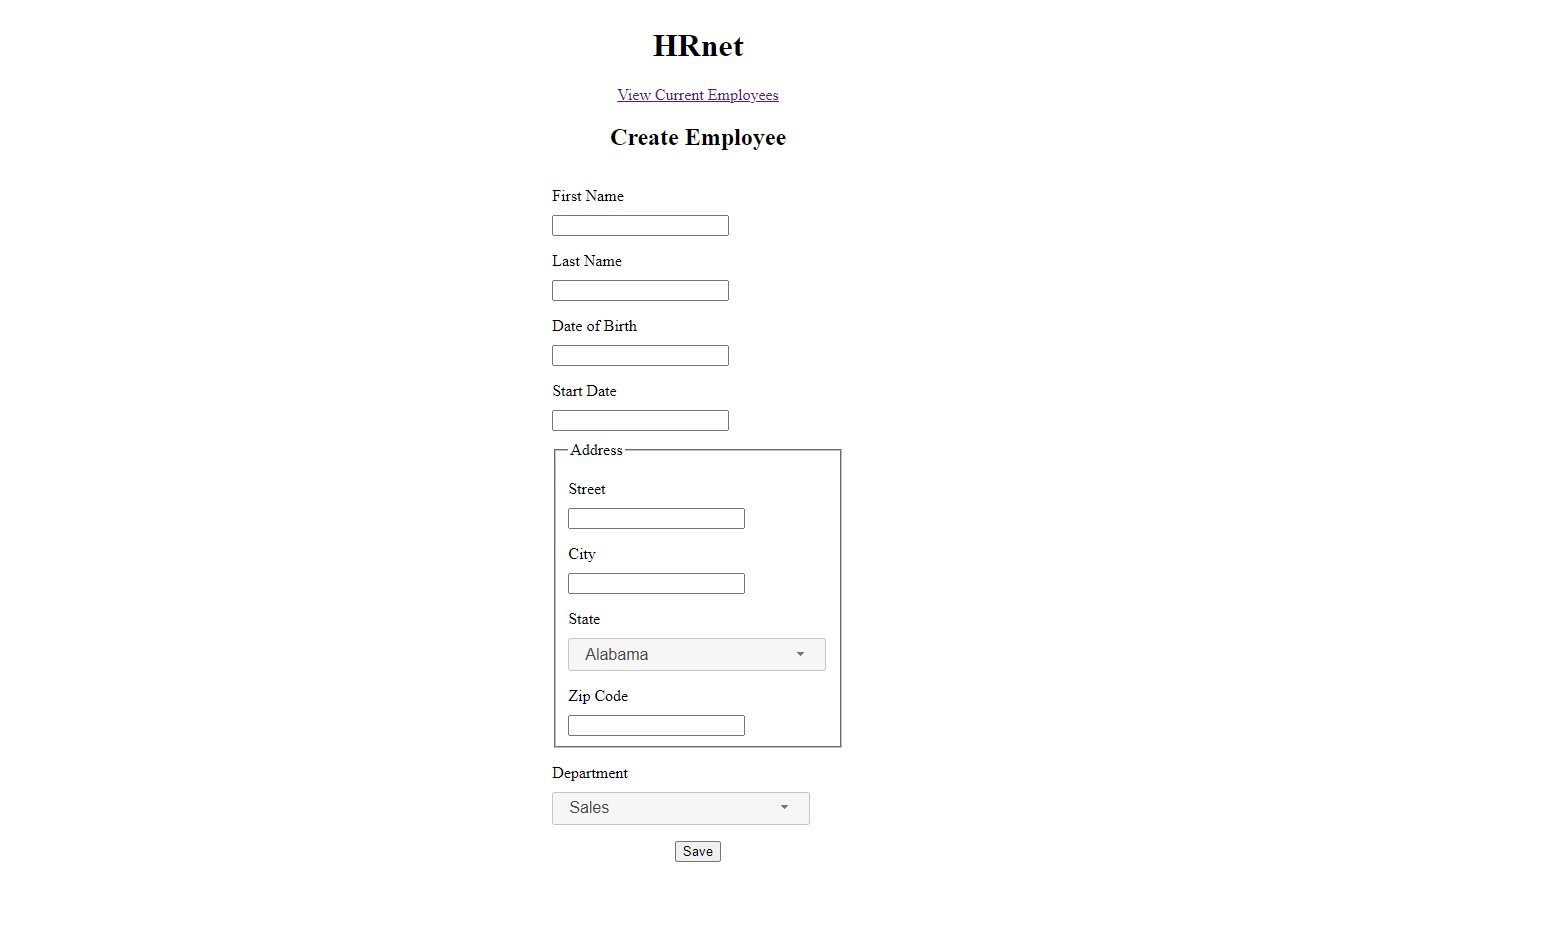 HRnet
View Current Employees
Create Employee
First Name
Last Name
Date of Birth
Start Date
Address
Street
City
State
Alabama
Zip Code
Department
Sales
Save